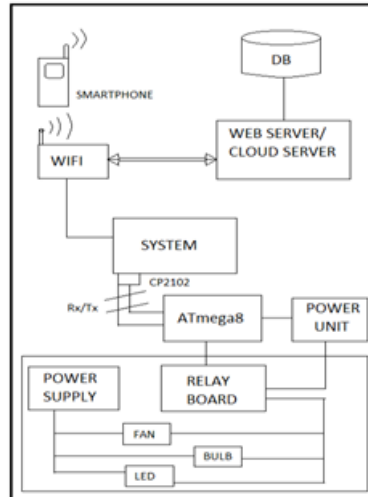 DB
SMARTPHONE
WEB SERVER/
CLOUD SERVER
WIFI
SYSTEM
CP2102
Rx/Tx
ATmega8
POWER
UNIT
POWER
SUPPLY
RELAY
BOARD
FAN
BULB
LED